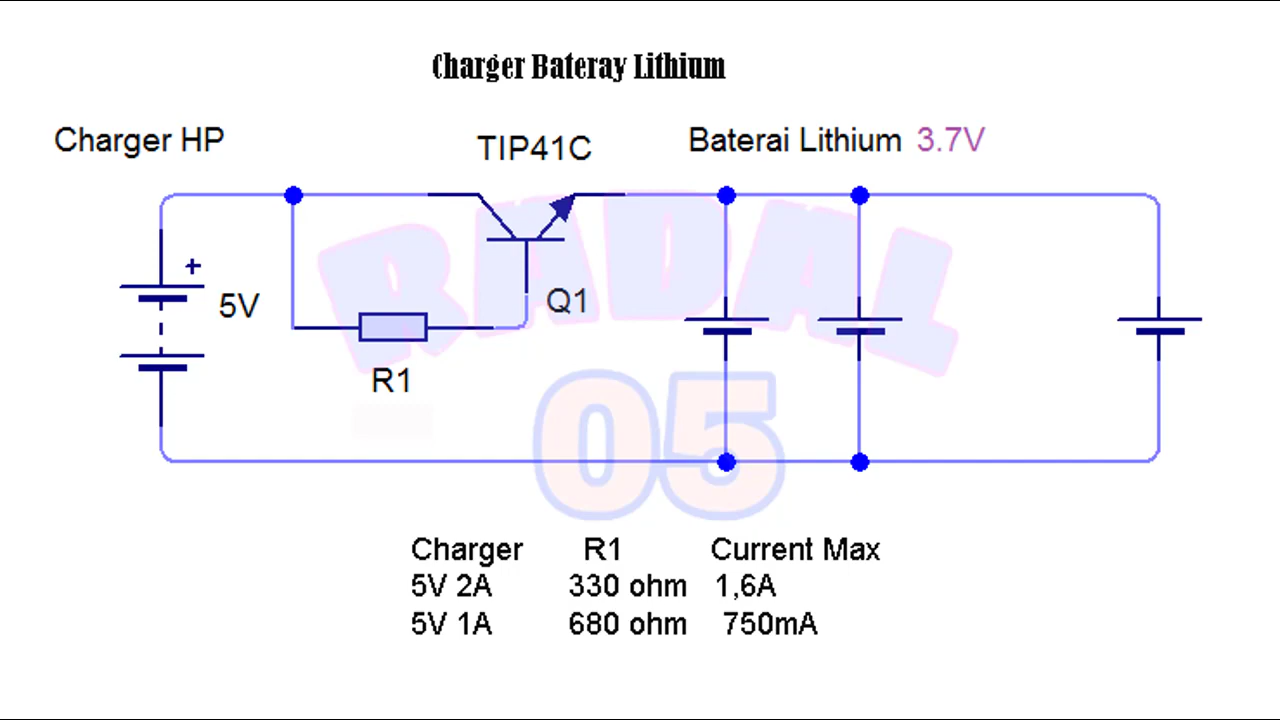 Charger Bateray Lithium
Charger HP
TIP41C
Baterai Lithium 3.7V
+
5V
Q1
R1
RADAL
05
Charger R1 Current Max
5V 2A 330 ohm 1,6A
5V 1A 680 ohm 750mA